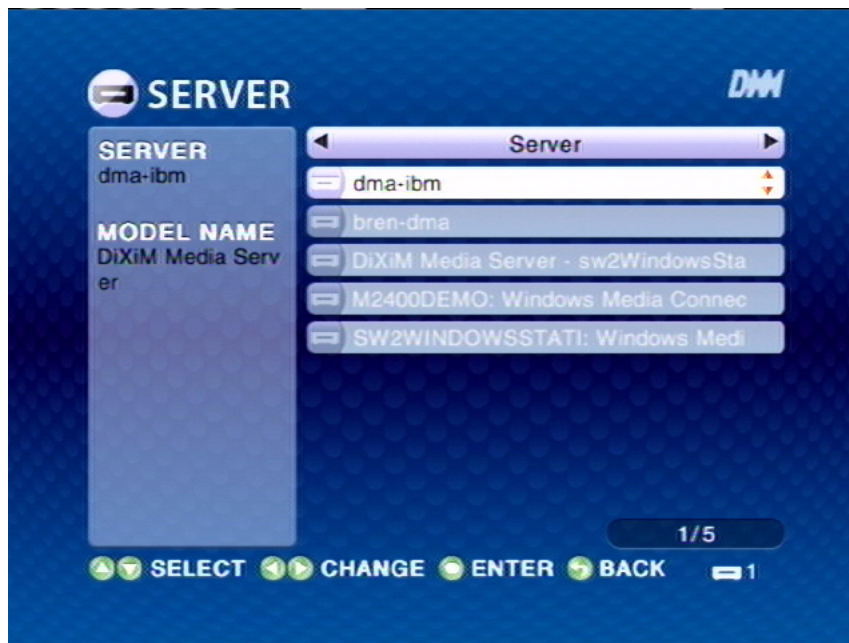 SERVER
DMM
SERVER
dma-ibm
MODEL NAME
DiXiM Media Serv
er
Server
dma-ibm
bren-dma
DiXiM Media Server - sw2WindowsSta
M2400DEMO: Windows Media Connec
SW2WINDOWSSTATI: Windows Medi
1/5
SELECT CHANGE ENTER BACK 1